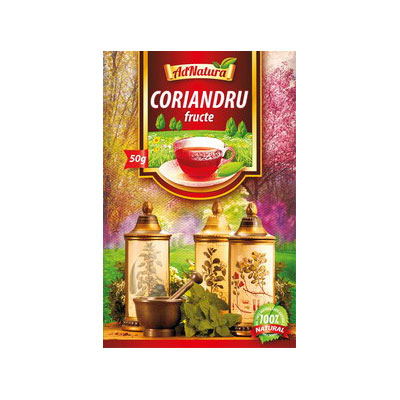 AdNatura
CORIANDRU
fructe
50g
100%
NATURAL